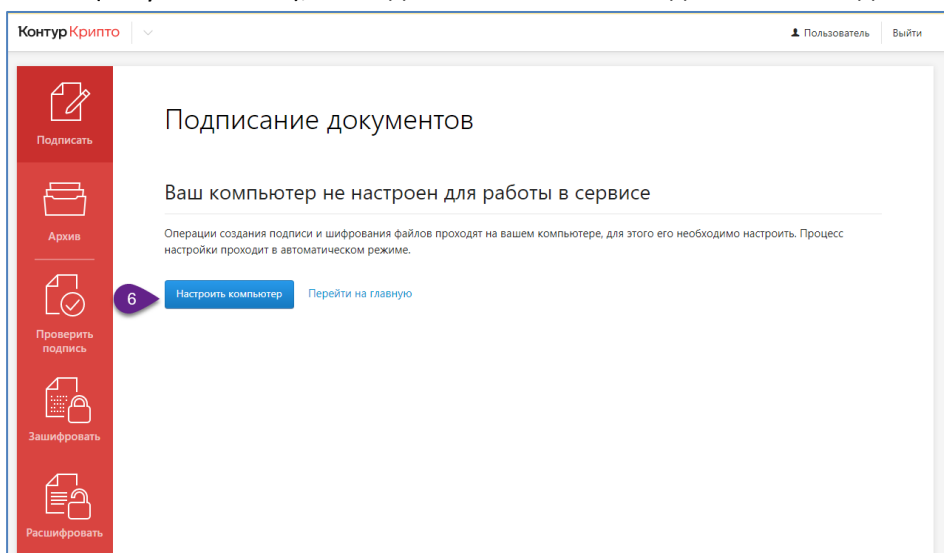 КонтурКрипто
Пользователь
Выйти
Подписать
Архив
Проверить
подпись
Зашифровать
Расшифровать
Подписание документов
Ваш компьютер не настроен для работы в сервисе
Операции создания подписи и шифрования файлов проходят на вашем компьютере, для этого его необходимо настроить. Процесс
настройки проходит в автоматическом режиме.
6
Настроить компьютер
Перейти на главную